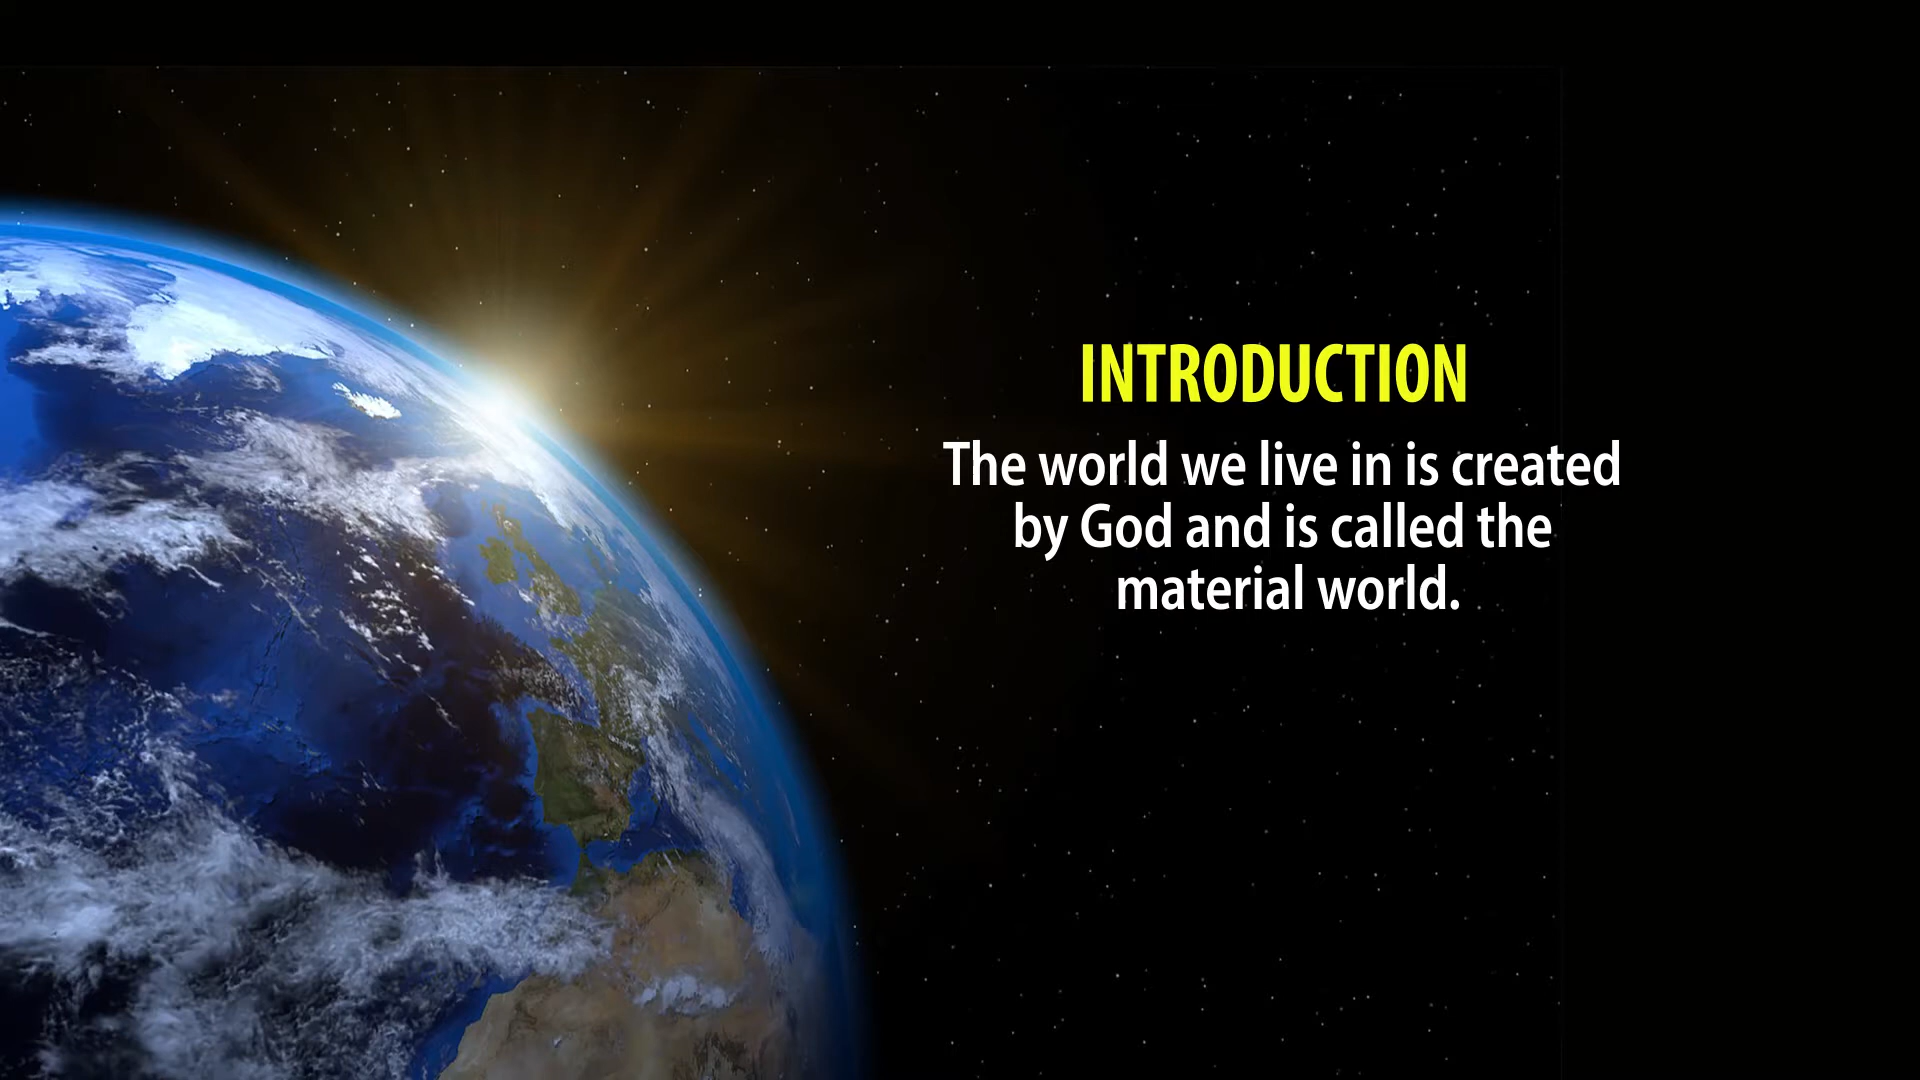 INTRODUCTION
The world we live in is created
by God and is called the
material world.